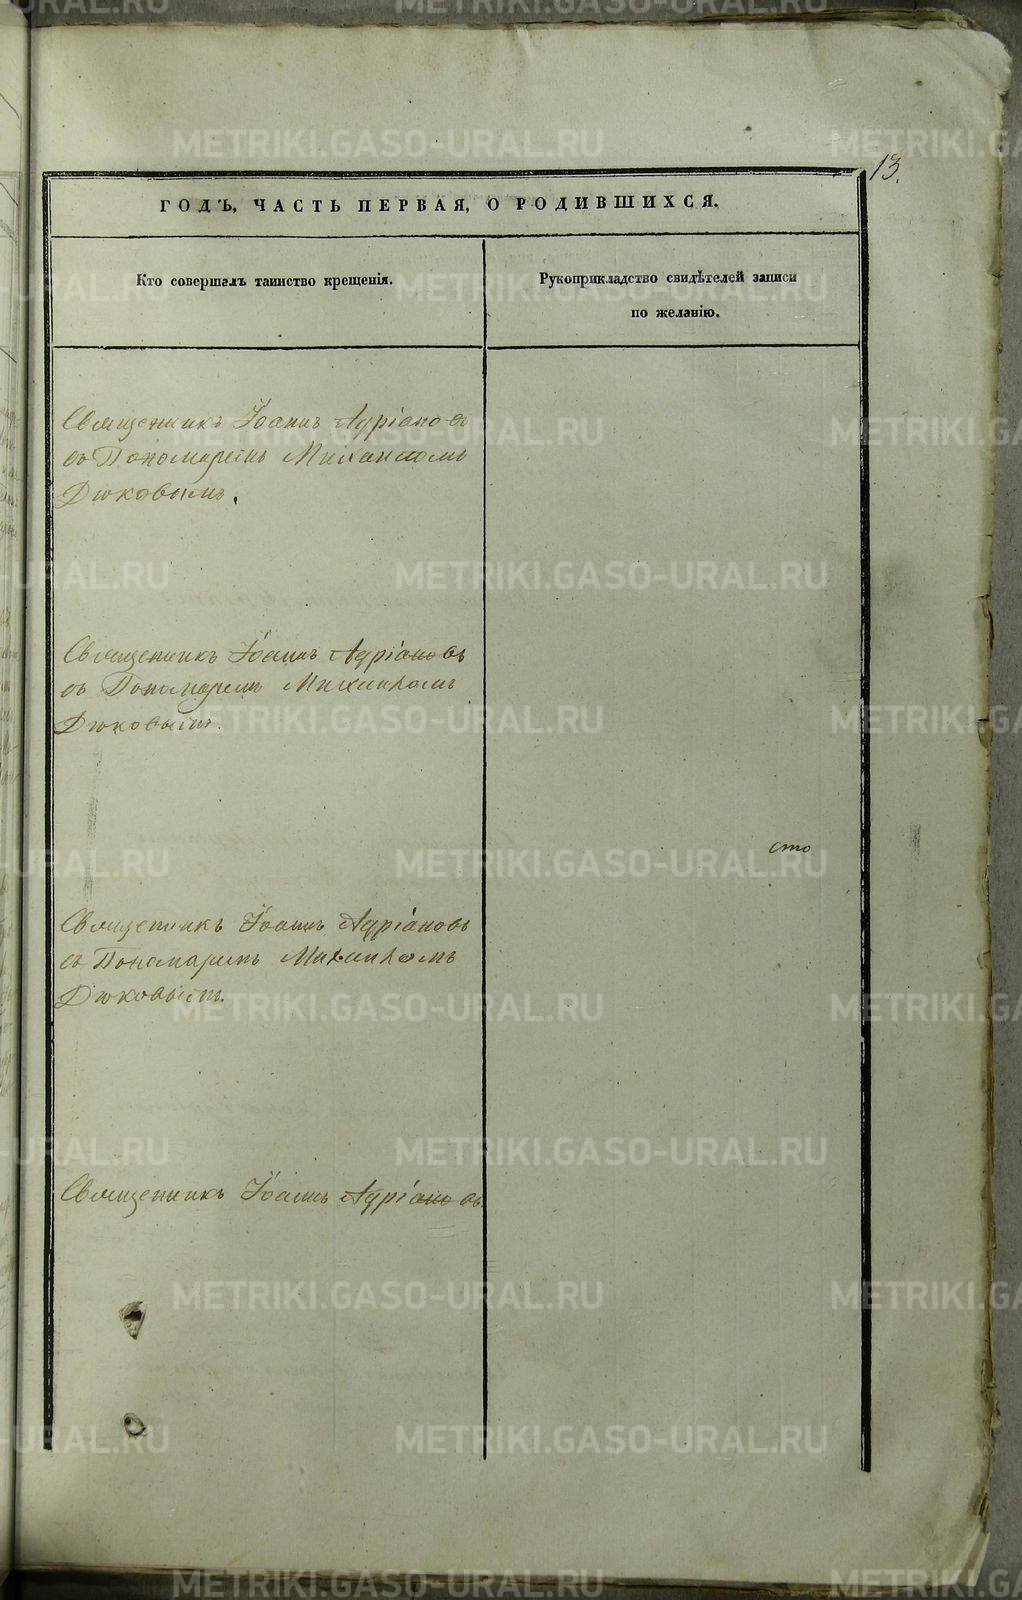 13.
ГОДЪ, ЧАСТЬ ПЕРВАЯ, О РОДИВШИХСЯ.
Кто совершалъ таинство крещенія.
Рукоприкладство свидѣтелей записи
по желанію.
Священникъ Іоаннъ Адріановъ
съ Пономаремъ Михаиломъ
Дюковымъ.
Священникъ Іоаннъ Адріановъ
съ Пономаремъ Михаиломъ
Дюковымъ.
сто
Священникъ Іоаннъ Адріановъ
съ Пономаремъ Михаиломъ
Дюковымъ.
Священникъ Іоаннъ Адріановъ
METRIKI.GASO-URAL.RU